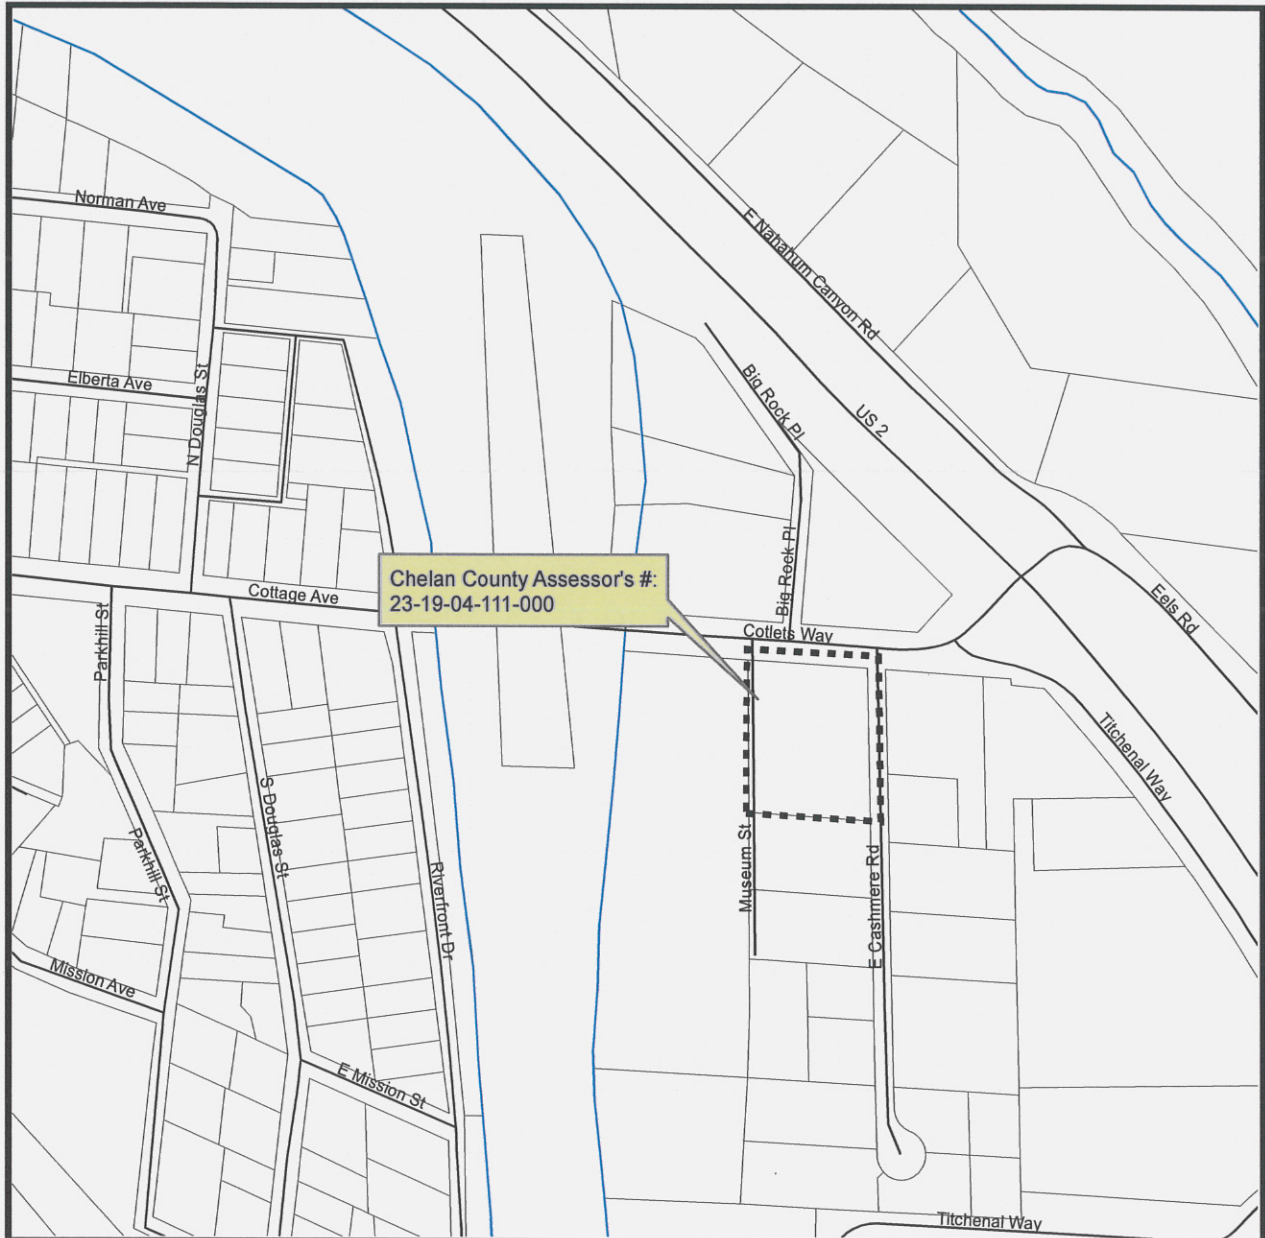 Norman Ave
E Nahahum Canyon Rd
Big Rock Pl
Elberta Ave
N Douglas St
US 2
Big Rock Pl
Chelan County Assessor's #:
23-19-04-111-000
Cottage Ave
Eels Rd
Parkhill St
Cotlets Way
Titchenal Way
S Douglas St
Parkhill St
Museum St
E Cashmere Rd
Riverfront Dr
Mission Ave
E Mission St
Titchenal Way